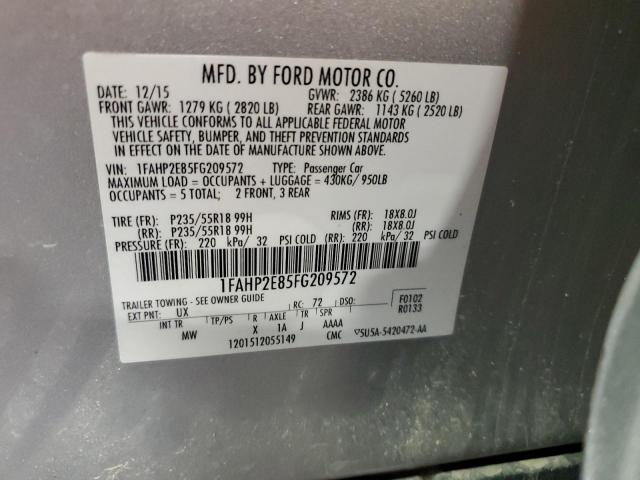 MFD. BY FORD MOTOR CO.
DATE: 12/15 GVWR: 2386 KG ( 5260 LB)
FRONT GAWR: 1279 KG ( 2820 LB) REAR GAWR: 1143 KG ( 2520 LB)
THIS VEHICLE CONFORMS TO ALL APPLICABLE FEDERAL MOTOR
VEHICLE SAFETY, BUMPER, AND THEFT PREVENTION STANDARDS
IN EFFECT ON THE DATE OF MANUFACTURE SHOWN ABOVE.
VIN: 1FAHP2E85FG209572 TYPE: Passenger Car
MAXIMUM LOAD = OCCUPANTS + LUGGAGE = 430KG/ 950LB
OCCUPANTS = 5 TOTAL; 2 FRONT, 3 REAR
TIRE (FR): P235/55R18 99H RIMS (FR): 18X8.0J
(RR): P235/55R18 99H (RR): 18X8.0J
PRESSURE (FR): 220 kPa/ 32 PSI COLD (RR): 220 kPa/ 32 PSI COLD
1FAHP2E85FG209572
TRAILER TOWING - SEE OWNER GUIDE
EXT PNT: UX RC: 72 DSO: F0102
INT TR TP/PS R AXLE TR SPR R0133
MW X 1A J AAAA
1201512055149 CMC ▽5U5A-5420472-AA